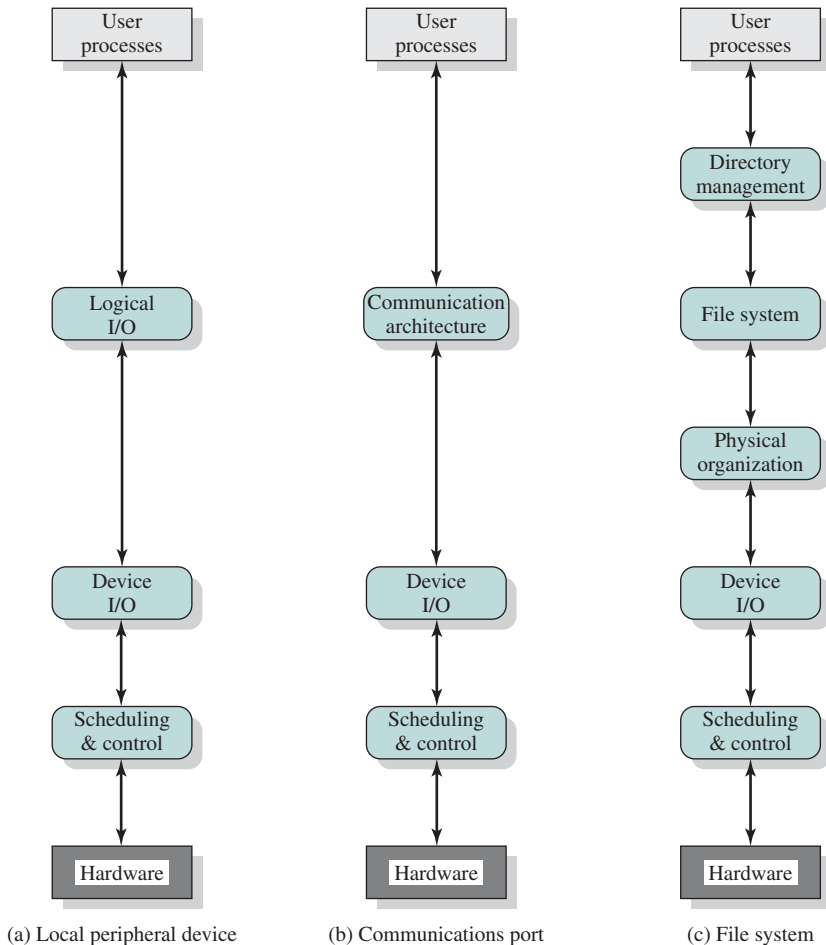 User
processes
Logical
I/O
Device
I/O
Scheduling
& control
Hardware
(a) Local peripheral device
User
processes
Communication
architecture
Device
I/O
Scheduling
& control
Hardware
(b) Communications port
User
processes
Directory
management
File system
Physical
organization
Device
I/O
Scheduling
& control
Hardware
(c) File system